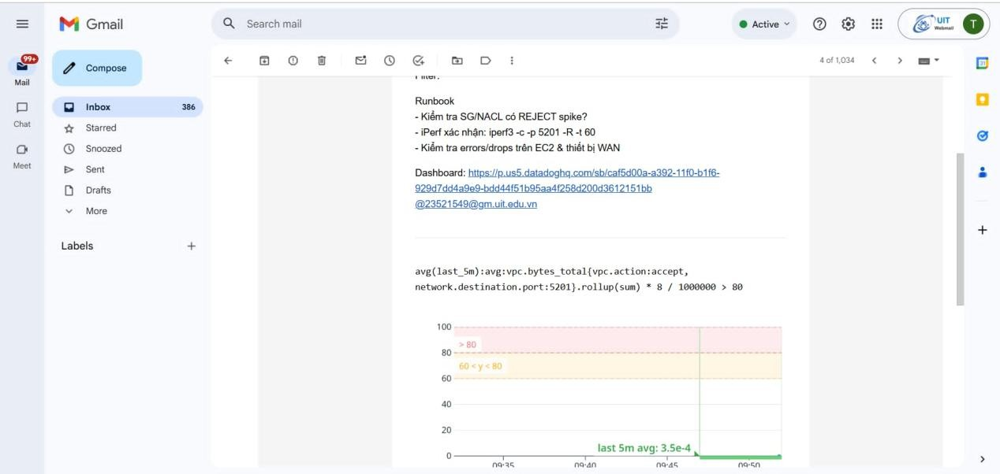 Gmail
Search mail
Active
UIT
Webmail
T
99+
Mail
Chat
Meet
Compose
Inbox 386
Starred
Snoozed
Sent
Drafts
More
Labels
4 of 1,034
31
Filter:
Runbook
- Kiểm tra SG/NACL có REJECT spike?
- iPerf xác nhận: iperf3 -c -p 5201 -R -t 60
- Kiểm tra errors/drops trên EC2 & thiết bị WAN
Dashboard: https://p.us5.datadoghq.com/sb/caf5d00a-a392-11f0-b1f6-
929d7dd4a9e9-bdd44f51b95aa4f258d200d3612151bb
@23521549@gm.uit.edu.vn
avg(last_5m):avg:vpc.bytes_total{vpc.action:accept,
network.destination.port:5201}.rollup(sum) * 8 / 1000000 > 80
100
> 80
80
60 < y < 80
60
40
20
last 5m avg: 3.5e-4
0
09:35 09:40 09:45 09:50